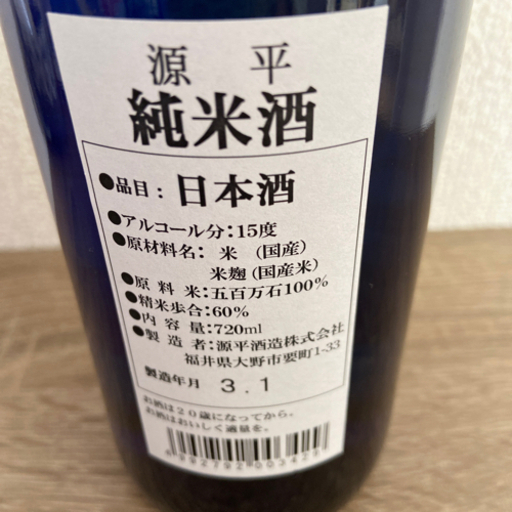 源平
純米酒
●品目：日本酒
●アルコール分：15度
●原材料名：米（国産）
米麹（国産米）
●原料米：五百万石100％
●精米歩合：60％
●内容量：720ml
●製造者：源平酒造株式会社
福井県大野市要町1-33
製造年月 3.1
お酒は20歳になってから、
お酒はおいしく適量を。